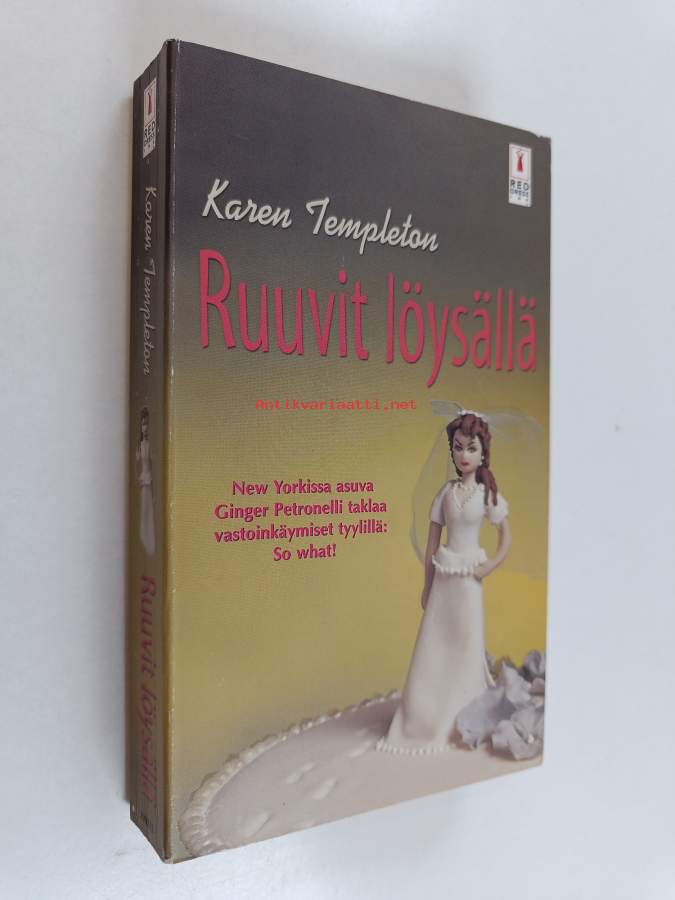 RED
DRESS
INK
Karen Templeton
Ruuvit löysällä
Antikvariaatti.net
New Yorkissa asuva
Ginger Petronelli taklaa
vastoinkäymiset tyylillä:
So what!
RED
DRESS
Karen Templeton
Ruuvit löysällä